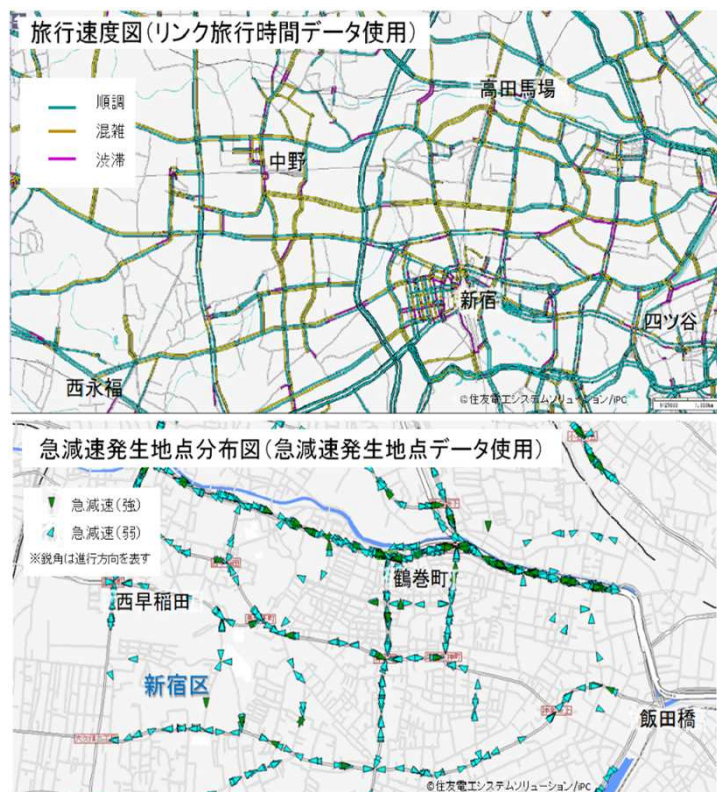 旅行速度図(リンク旅行時間データ使用)
順調
混雑
渋滞
高田馬場
中野
新宿
四ツ谷
西永福
©住友電工システムソリューション/iPC
急減速発生地点分布図(急減速発生地点データ使用)
急減速(強)
急減速(弱)
※鋭角は進行方向を表す
鶴巻町
西早稲田
新宿区
飯田橋
©住友電工システムソリューション/iPC